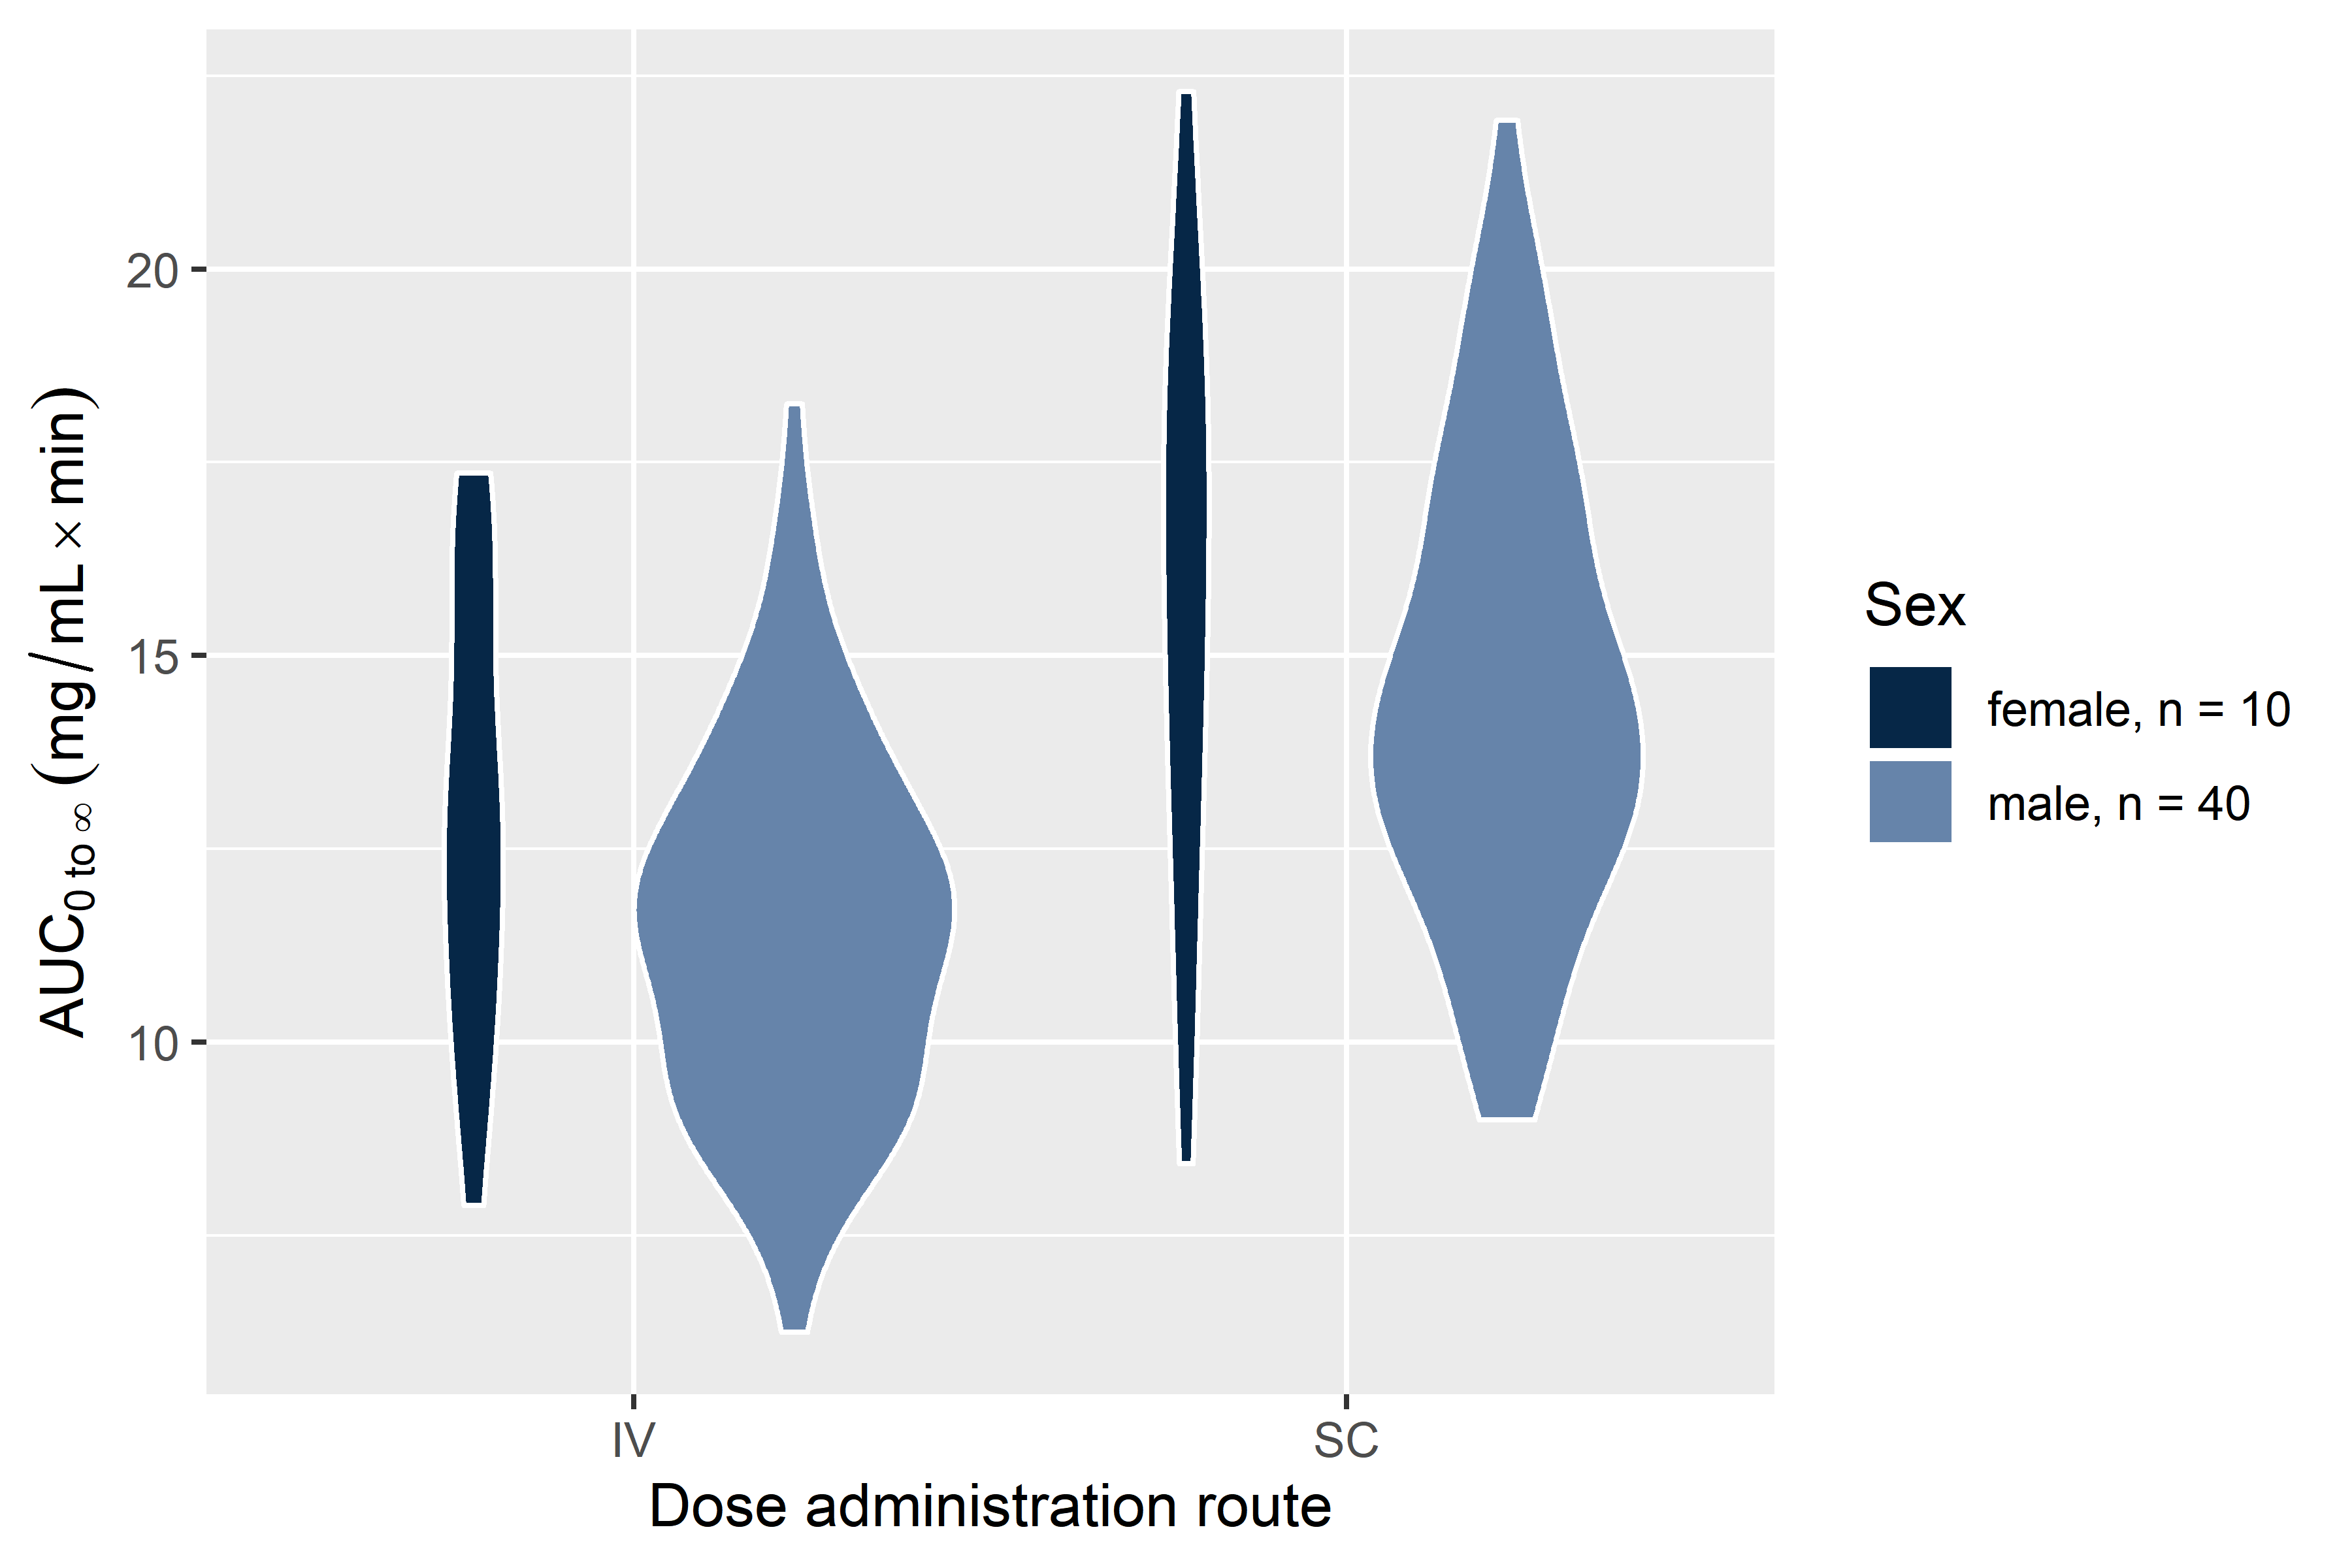 AUC0 to ∞ (mg/mL × min)
20
15
10
IV
SC
Dose administration route
Sex
female, n = 10
male, n = 40